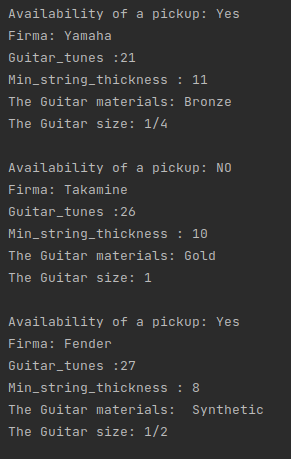 Availability of a pickup: Yes
Firma: Yamaha
Guitar_tunes :21
Min_string_thickness : 11
The Guitar materials: Bronze
The Guitar size: 1/4

Availability of a pickup: NO
Firma: Takamine
Guitar_tunes :26
Min_string_thickness : 10
The Guitar materials: Gold
The Guitar size: 1

Availability of a pickup: Yes
Firma: Fender
Guitar_tunes :27
Min_string_thickness : 8
The Guitar materials:  Synthetic
The Guitar size: 1/2